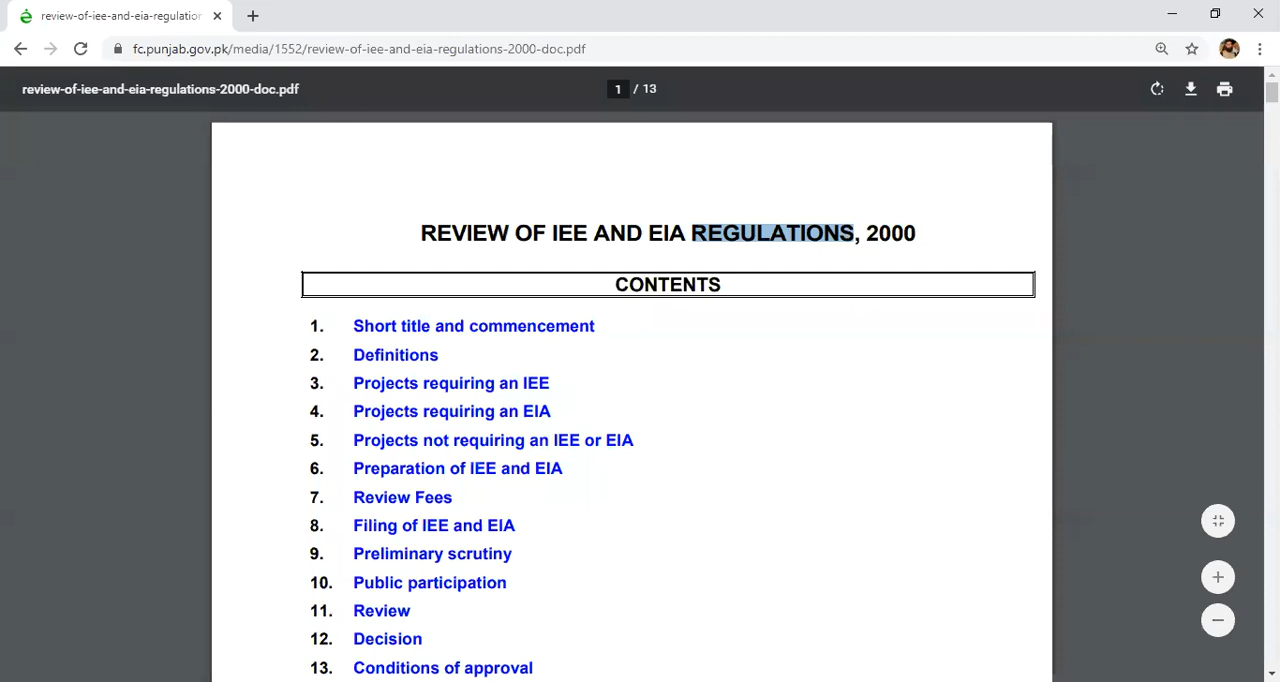 review-of-iee-and-eia-regulation
fc.punjab.gov.pk/media/1552/review-of-iee-and-eia-regulations-2000-doc.pdf
review-of-iee-and-eia-regulations-2000-doc.pdf
1 / 13
REVIEW OF IEE AND EIA REGULATIONS, 2000
CONTENTS
1. Short title and commencement
2. Definitions
3. Projects requiring an IEE
4. Projects requiring an EIA
5. Projects not requiring an IEE or EIA
6. Preparation of IEE and EIA
7. Review Fees
8. Filing of IEE and EIA
9. Preliminary scrutiny
10. Public participation
11. Review
12. Decision
13. Conditions of approval